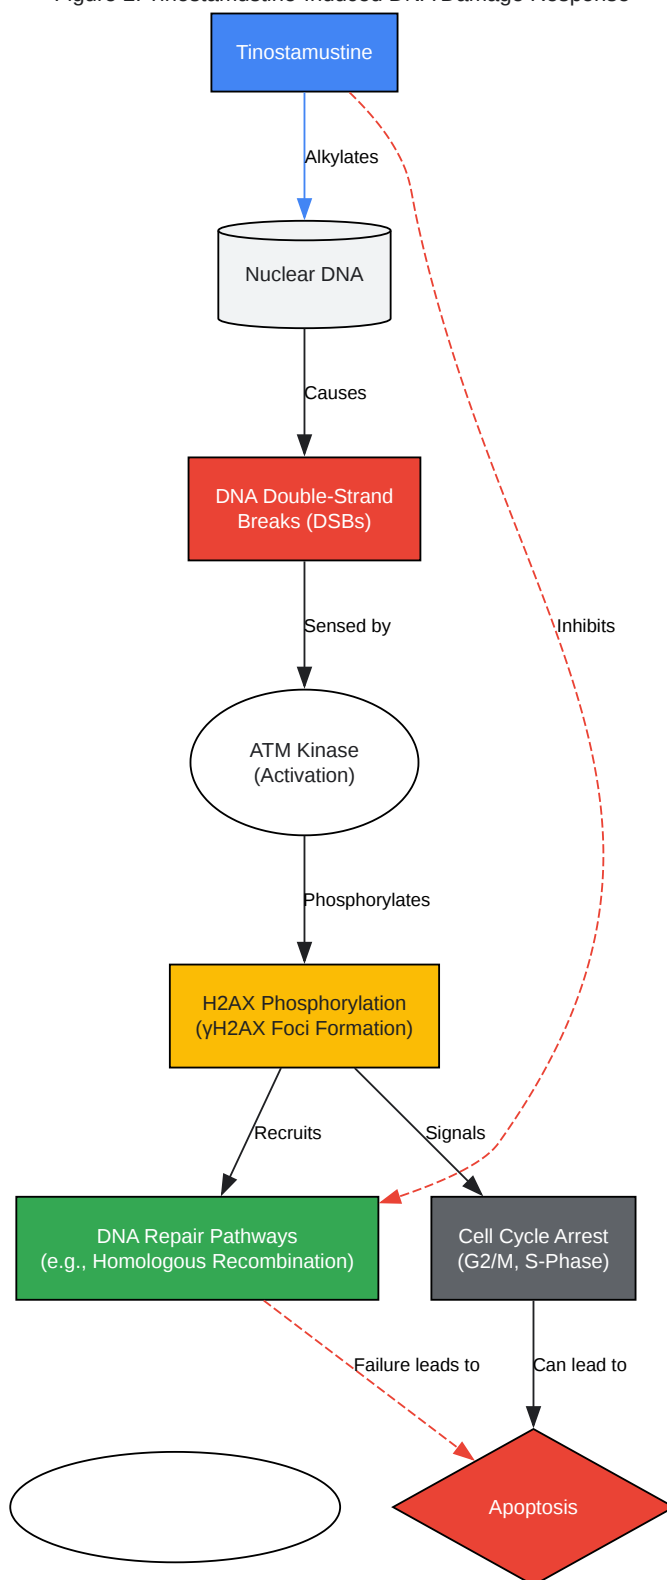 Tinostamustine
Alkylates
Nuclear DNA
Causes
DNA Double-Strand
Breaks (DSBs)
Sensed by
Inhibits
ATM Kinase
(Activation)
Phosphorylates
H2AX Phosphorylation
(γH2AX Foci Formation)
Recruits
Signals
DNA Repair Pathways
(e.g., Homologous Recombination)
Cell Cycle Arrest
(G2/M, S-Phase)
Failure leads to
Can lead to
Apoptosis